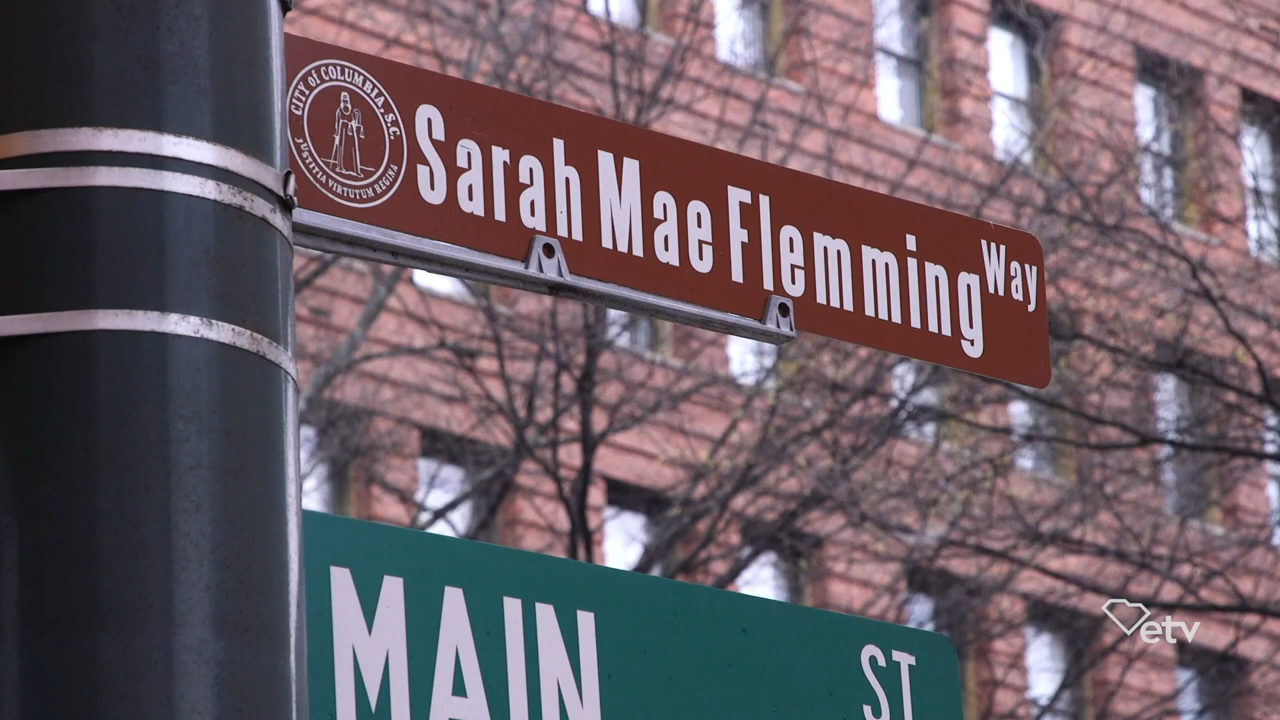 CITY of COLUMBIA, S.C.
JUSTITIA VIRTUTUM REGINA
Sarah Mae Flemming Way
MAIN ST
etv